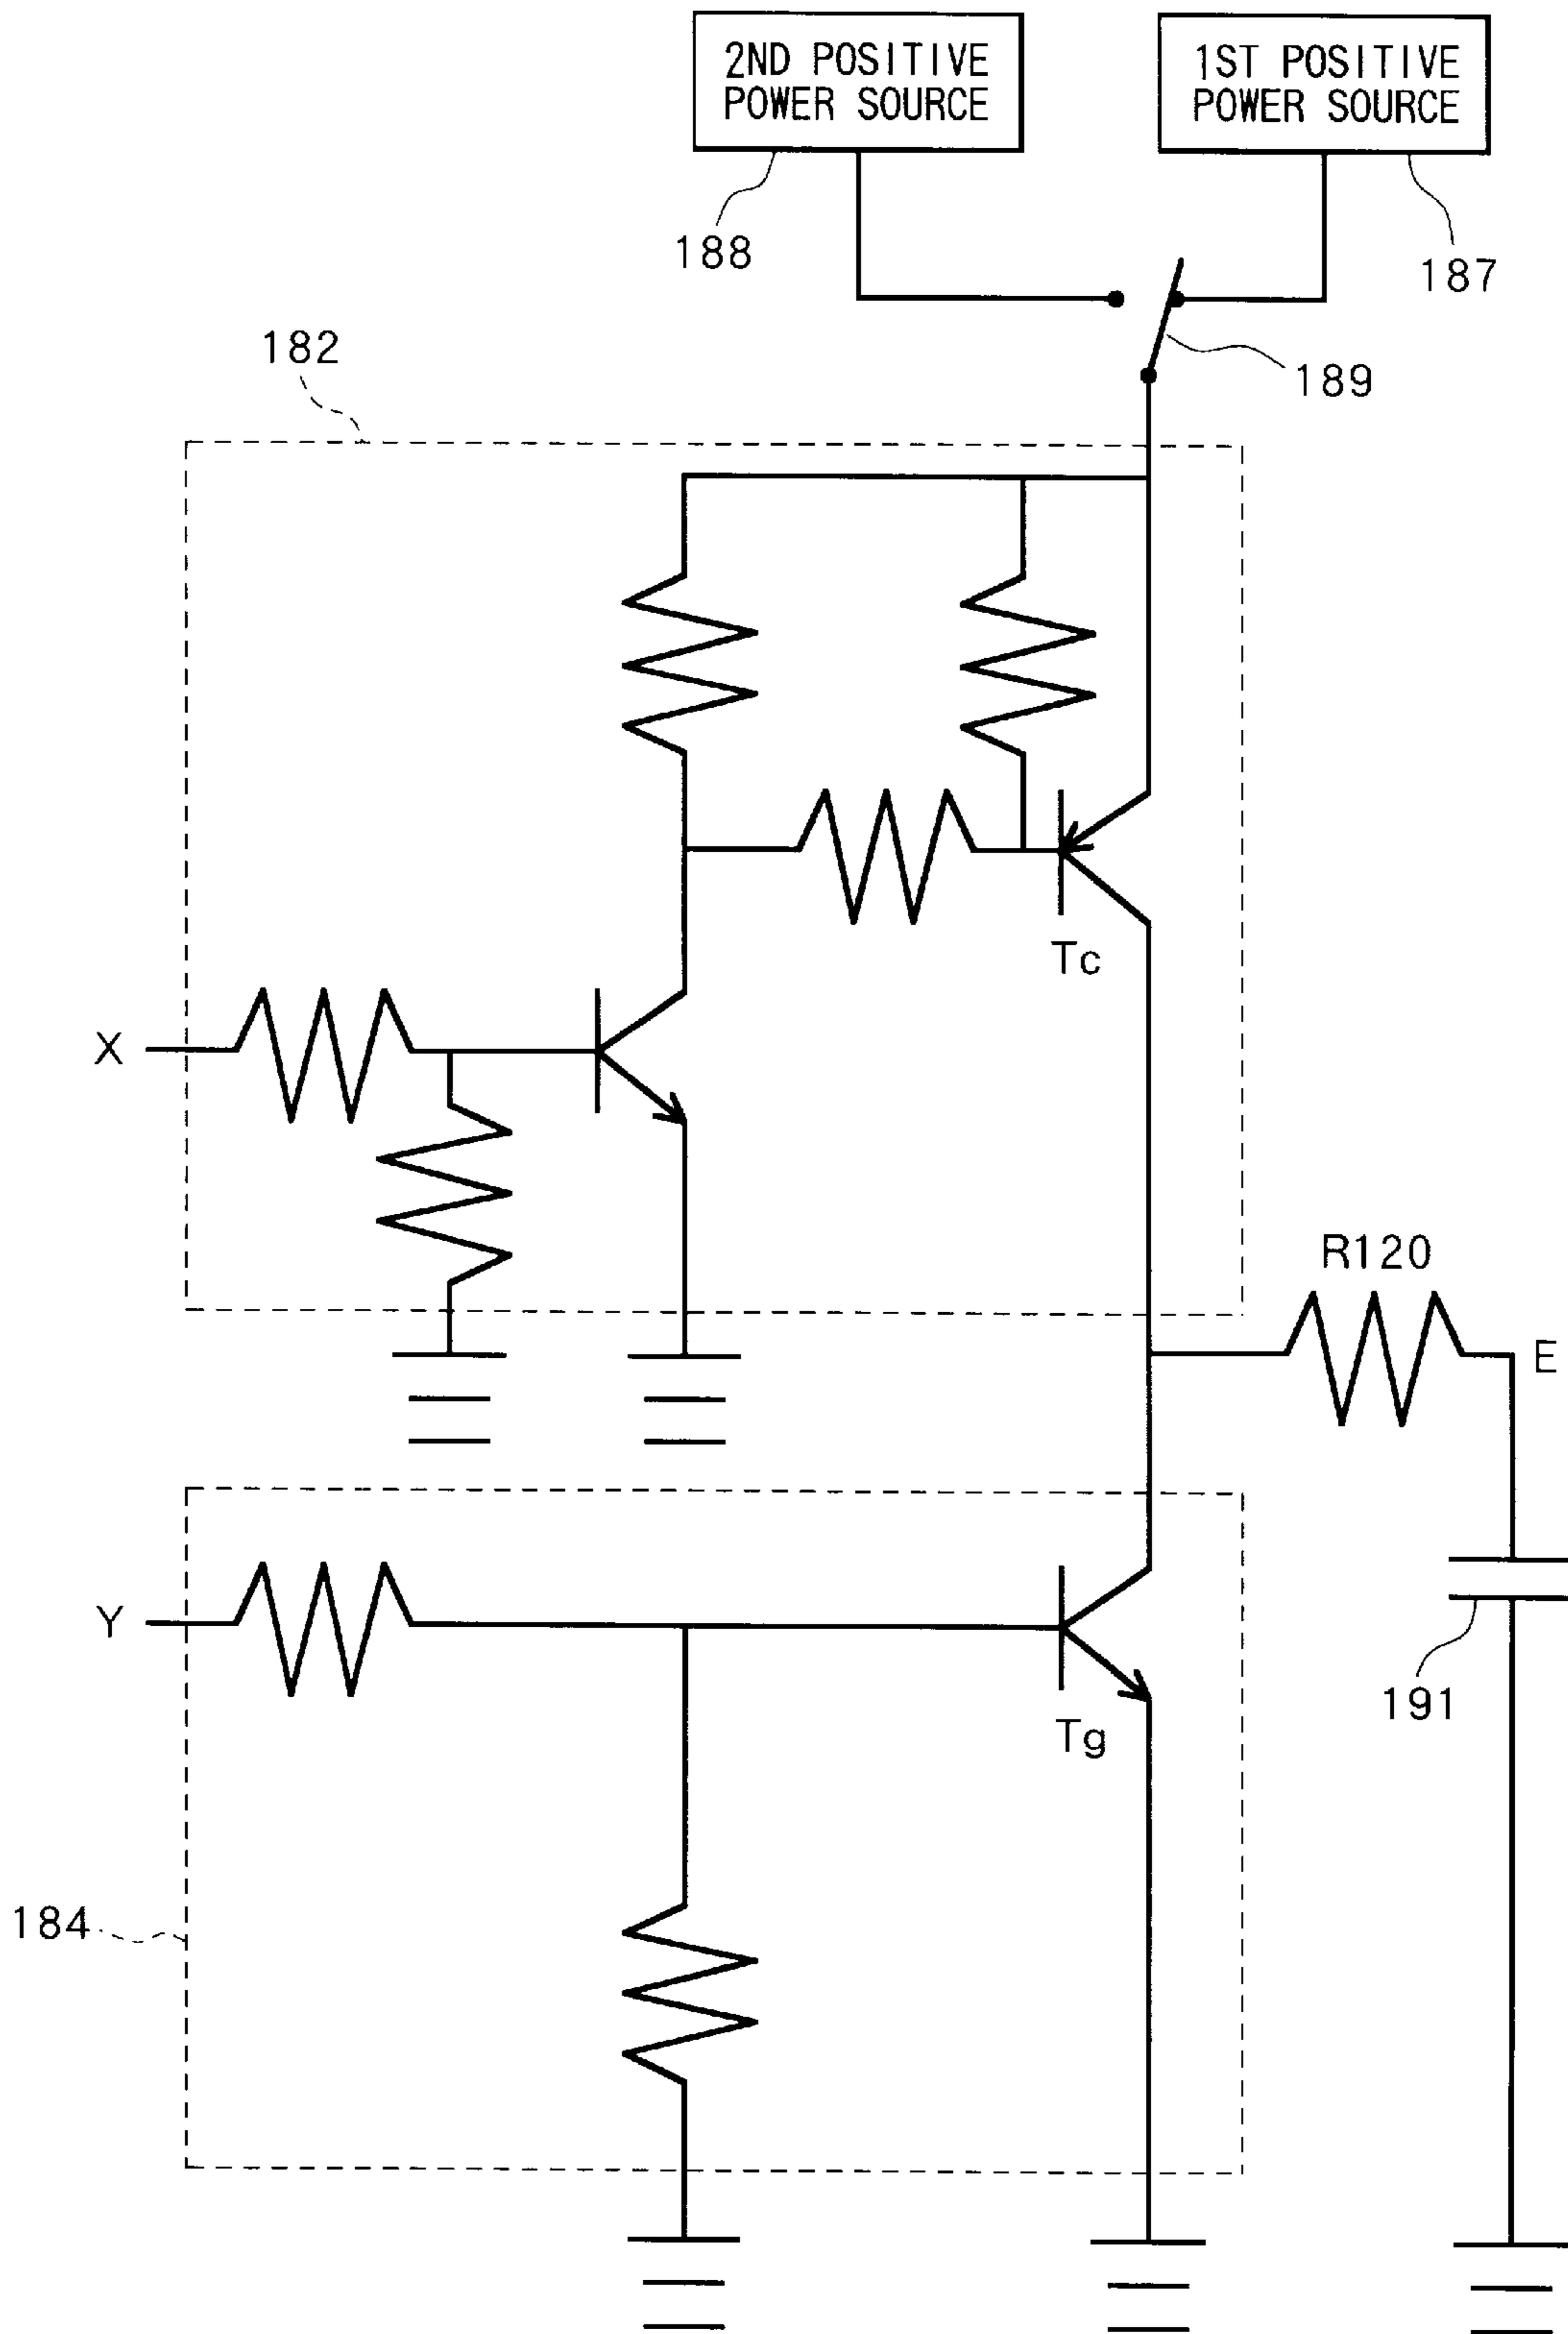 2ND POSITIVE
POWER SOURCE
1ST POSITIVE
POWER SOURCE
188
187
182
189
Tc
X
R120
E
Y
191
Tg
184